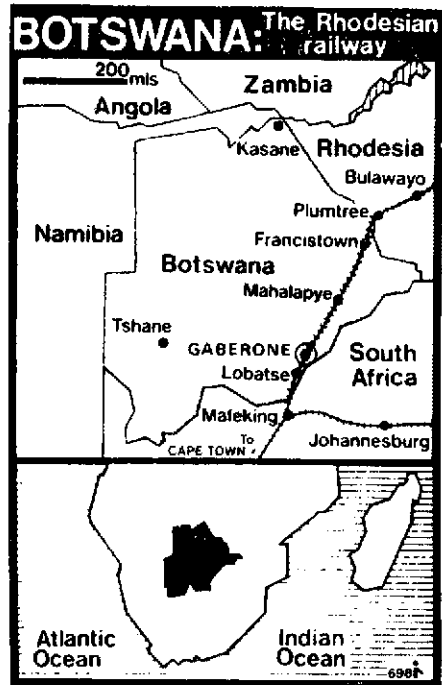 BOTSWANA: The Rhodesian railway
200 mls
Zambia
Angola
Kasane
Rhodesia
Bulawayo
Plumtree
Namibia
Francistown
Botswana
Mahalapye
Tshane
GABERONE
South
Africa
Lobatse
Mafeking
To
CAPE TOWN
Johannesburg
Atlantic
Ocean
Indian
Ocean